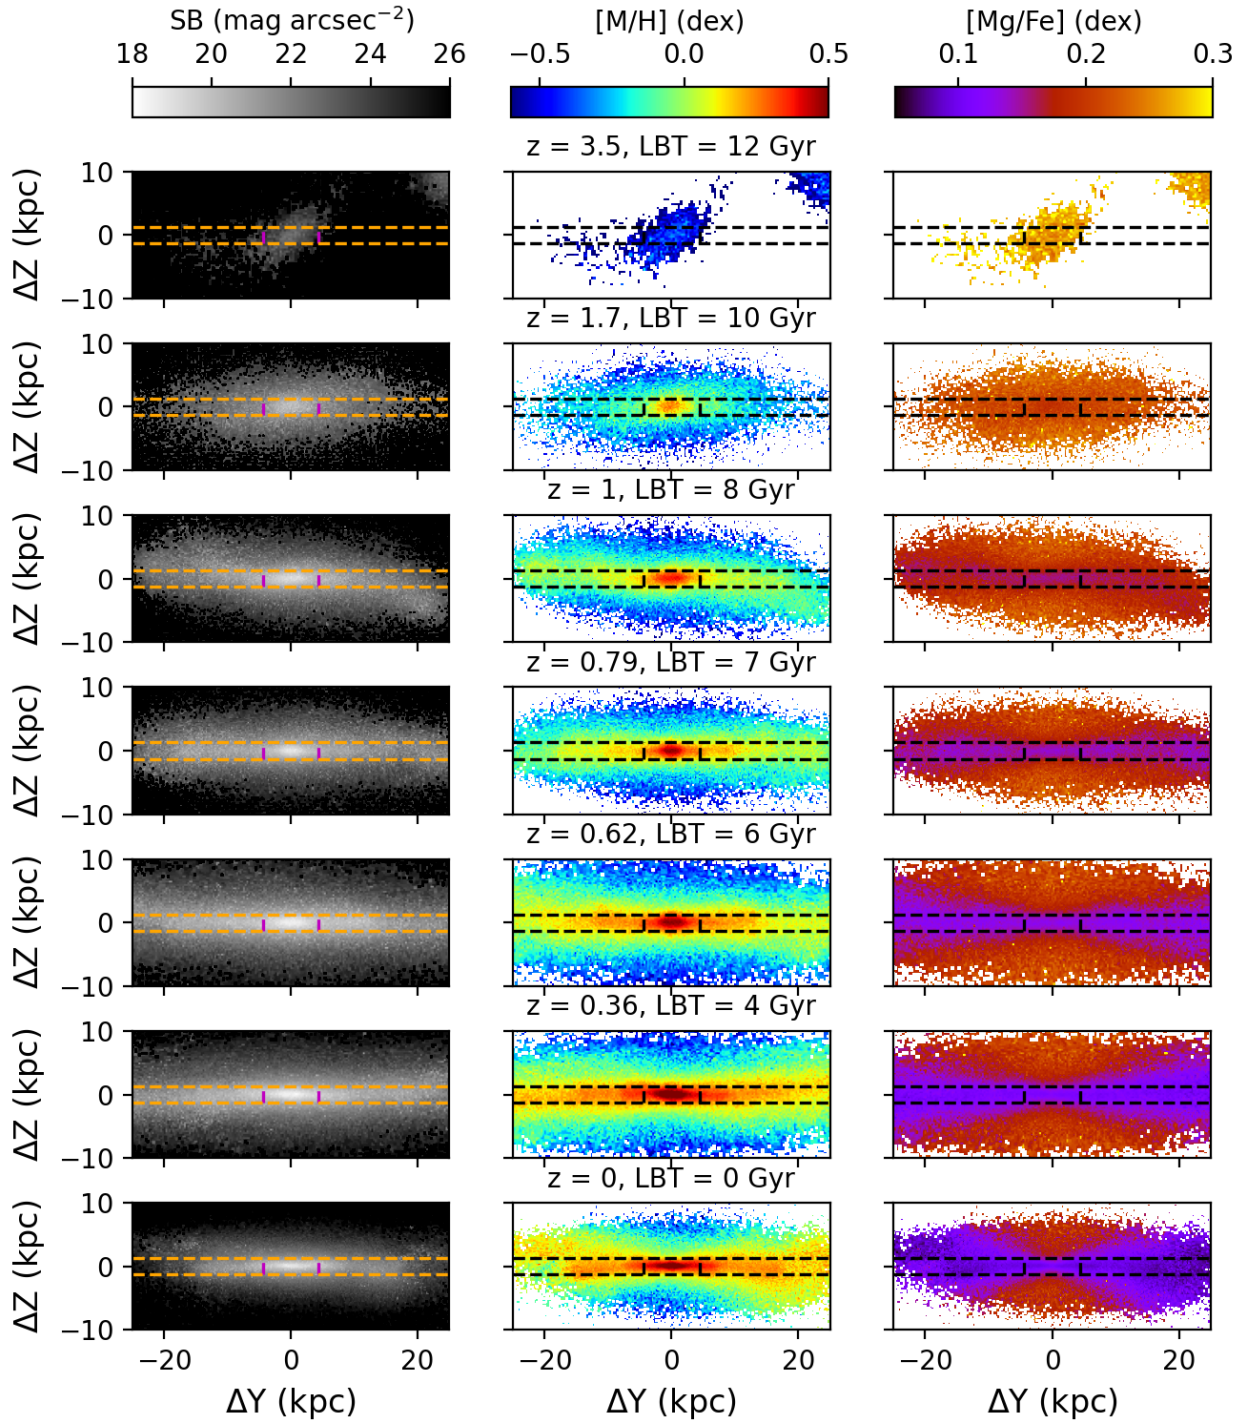 SB (mag arcsec⁻²) [M/H] (dex) [Mg/Fe] (dex)
18 20 22 24 26 −0.5 0.0 0.5 0.1 0.2 0.3
z = 3.5, LBT = 12 Gyr
10
0
−10
ΔZ (kpc)
z = 1.7, LBT = 10 Gyr
10
0
−10
ΔZ (kpc)
z = 1, LBT = 8 Gyr
10
0
−10
ΔZ (kpc)
z = 0.79, LBT = 7 Gyr
10
0
−10
ΔZ (kpc)
z = 0.62, LBT = 6 Gyr
10
0
−10
ΔZ (kpc)
z = 0.36, LBT = 4 Gyr
10
0
−10
ΔZ (kpc)
z = 0, LBT = 0 Gyr
10
0
−10
ΔZ (kpc)
−20 0 20 −20 0 20 −20 0 20
ΔY (kpc) ΔY (kpc) ΔY (kpc)